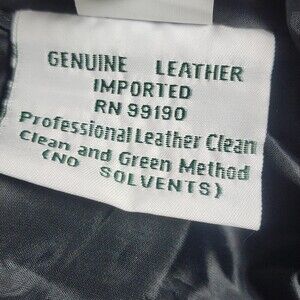 GENUINE LEATHER
IMPORTED
RN 99190
Professional Leather Clean
Clean and Green Method
(NO SOLVENTS)